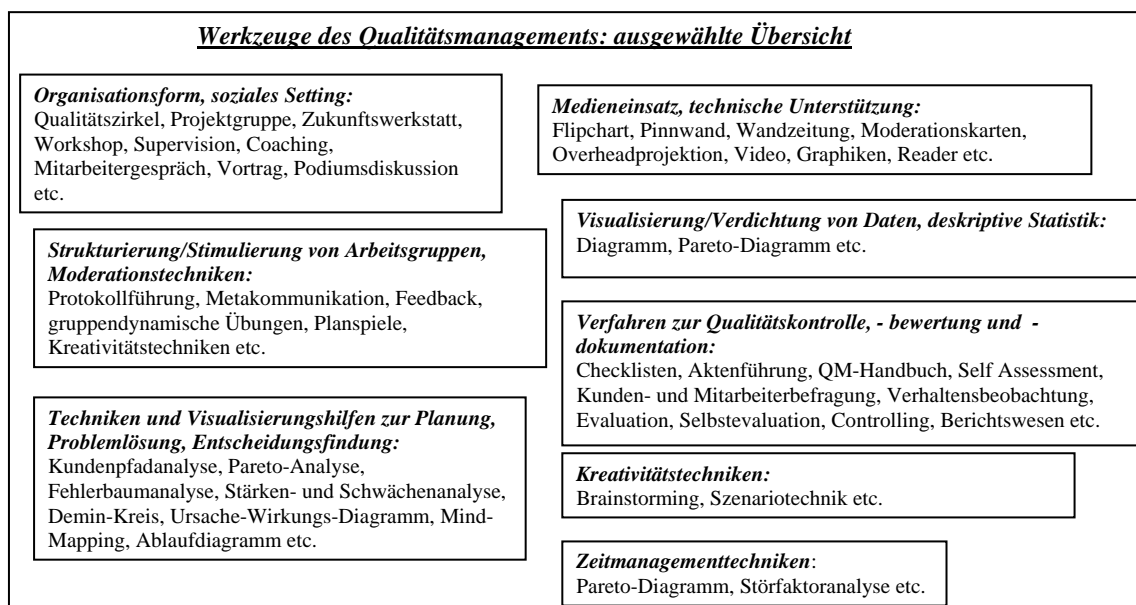 Werkzeuge des Qualitätsmanagements: ausgewählte Übersicht
Organisationsform, soziales Setting:
Qualitätszirkel, Projektgruppe, Zukunftswerkstatt,
Workshop, Supervision, Coaching,
Mitarbeitergespräch, Vortrag, Podiumsdiskussion
etc.
Strukturierung/Stimulierung von Arbeitsgruppen,
Moderationstechniken:
Protokollführung, Metakommunikation, Feedback,
gruppendynamische Übungen, Planspiele,
Kreativitätstechniken etc.
Techniken und Visualisierungshilfen zur Planung,
Problemlösung, Entscheidungsfindung:
Kundenpfadanalyse, Pareto-Analyse,
Fehlerbaumanalyse, Stärken- und Schwächenanalyse,
Demin-Kreis, Ursache-Wirkungs-Diagramm, Mind-
Mapping, Ablaufdiagramm etc.
Medieneinsatz, technische Unterstützung:
Flipchart, Pinnwand, Wandzeitung, Moderationskarten,
Overheadprojektion, Video, Graphiken, Reader etc.
Visualisierung/Verdichtung von Daten, deskriptive Statistik:
Diagramm, Pareto-Diagramm etc.
Verfahren zur Qualitätskontrolle, - bewertung und -
dokumentation:
Checklisten, Aktenführung, QM-Handbuch, Self Assessment,
Kunden- und Mitarbeiterbefragung, Verhaltensbeobachtung,
Evaluation, Selbstevaluation, Controlling, Berichtswesen etc.
Kreativitätstechniken:
Brainstorming, Szenariotechnik etc.
Zeitmanagementtechniken:
Pareto-Diagramm, Störfaktoranalyse etc.